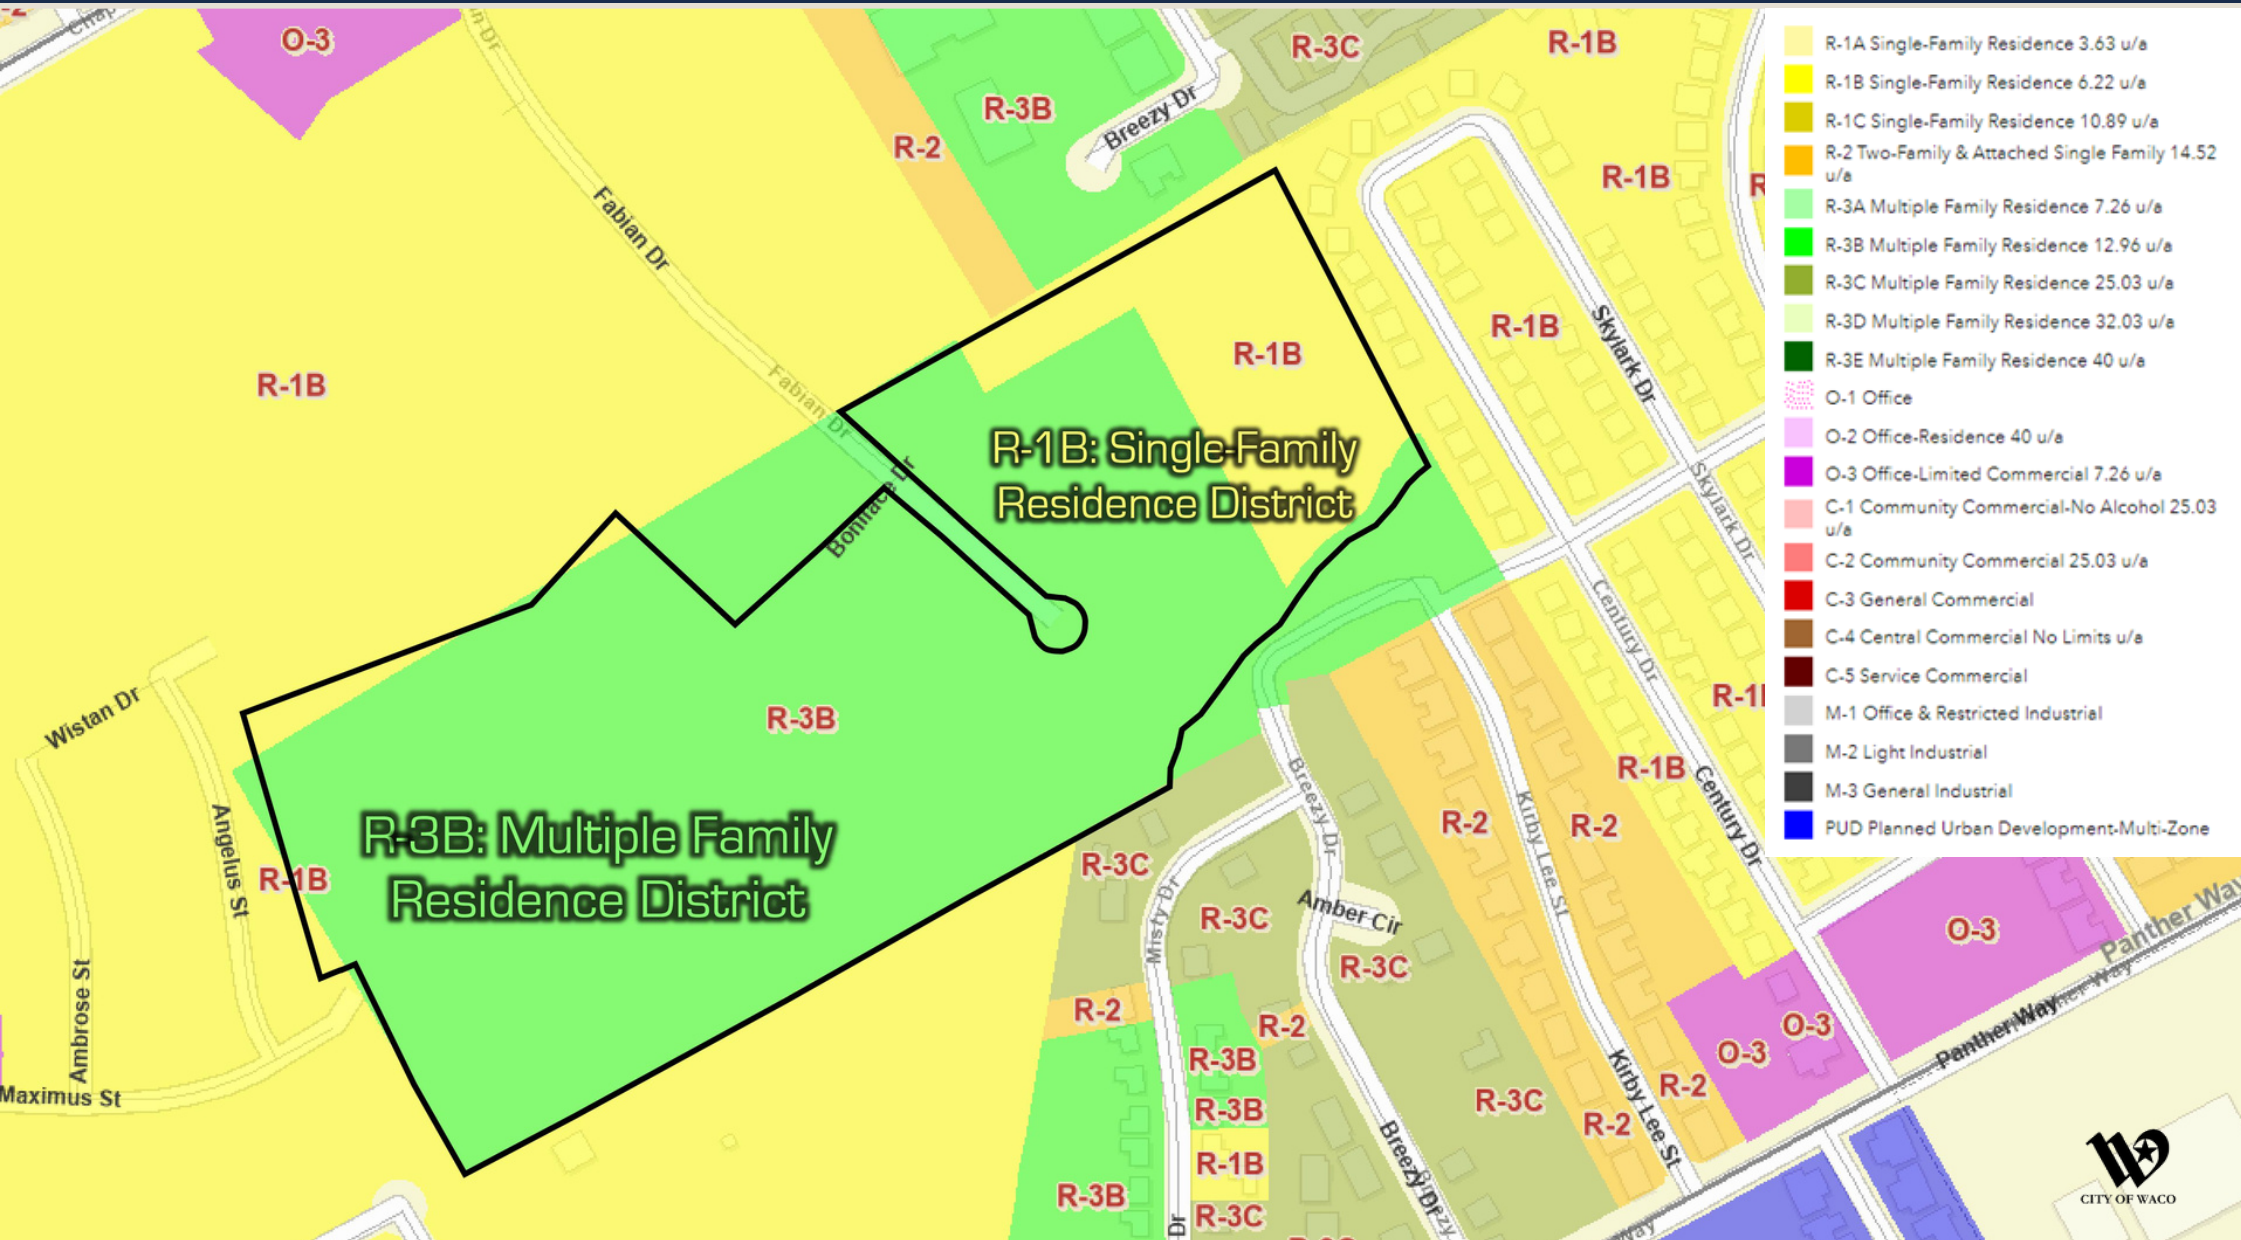 O-3
R-3C
R-1B
R-3B
Breezy Dr
R-2
R-1B
Fabian Dr
R-1B
Skylark Dr
R-1B
R-1B
Fabian Dr
R-1B: Single-Family
Residence District
Boniface Dr
Skylark Dr
Century Dr
Wistan Dr
R-3B
R-1B
Century Dr
Breezy Dr
Kirby Lee St
R-2
R-2
R-3B: Multiple Family
Residence District
Angelus St
R-1B
R-3C
Misty Dr
R-3C
Amber Cir
R-3C
O-3
Panther Way
Ambrose St
R-2
R-2
O-3
O-3
Panther Way
R-3B
Maximus St
R-3B
R-3C
R-2
R-2
Kirby Lee St
Breezy Dr
R-1B
R-3B
R-3C
Dr
Breezy
Way
R-1A Single-Family Residence 3.63 u/a
R-1B Single-Family Residence 6.22 u/a
R-1C Single-Family Residence 10.89 u/a
R-2 Two-Family & Attached Single Family 14.52
u/a
R-3A Multiple Family Residence 7.26 u/a
R-3B Multiple Family Residence 12.96 u/a
R-3C Multiple Family Residence 25.03 u/a
R-3D Multiple Family Residence 32.03 u/a
R-3E Multiple Family Residence 40 u/a
O-1 Office
O-2 Office-Residence 40 u/a
O-3 Office-Limited Commercial 7.26 u/a
C-1 Community Commercial-No Alcohol 25.03
u/a
C-2 Community Commercial 25.03 u/a
C-3 General Commercial
C-4 Central Commercial No Limits u/a
C-5 Service Commercial
M-1 Office & Restricted Industrial
M-2 Light Industrial
M-3 General Industrial
PUD Planned Urban Development-Multi-Zone
CITY OF WACO